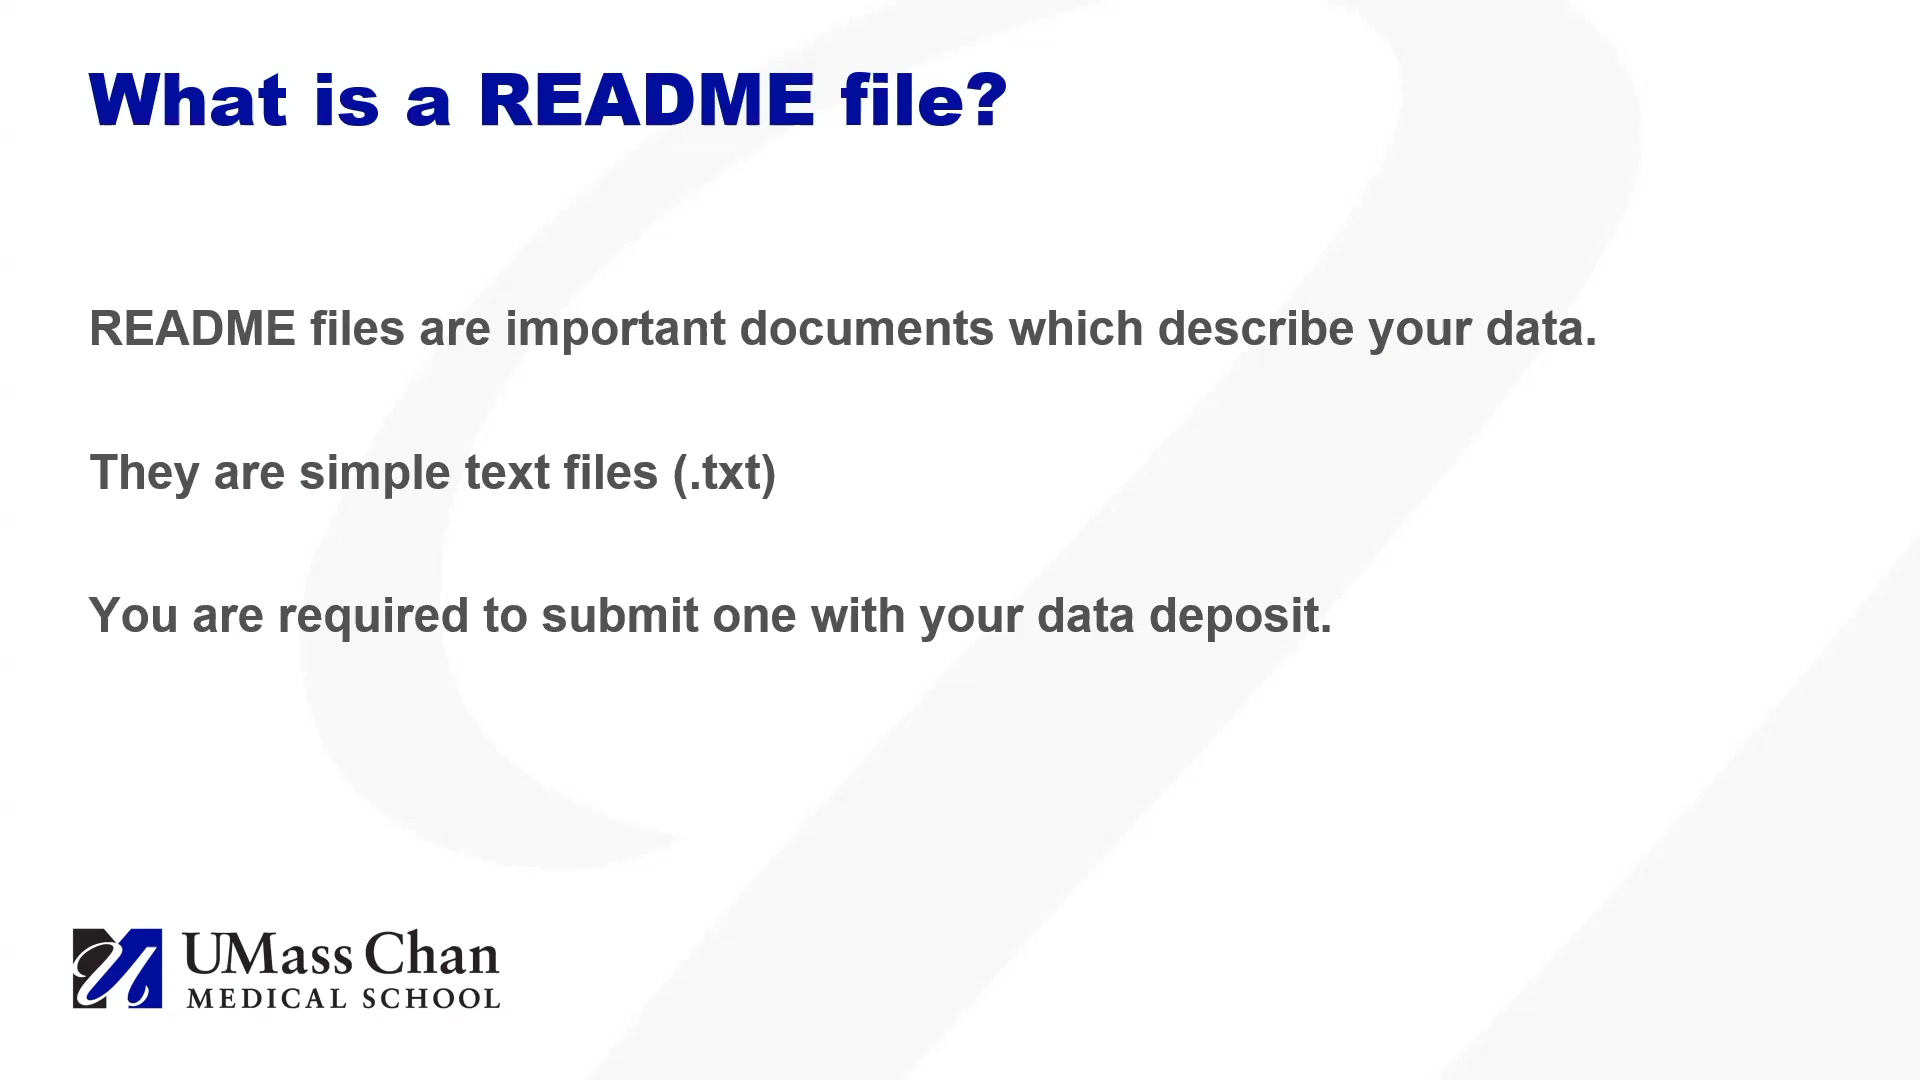 What is a README file?
README files are important documents which describe your data.
They are simple text files (.txt)
You are required to submit one with your data deposit.
UMass Chan
MEDICAL SCHOOL